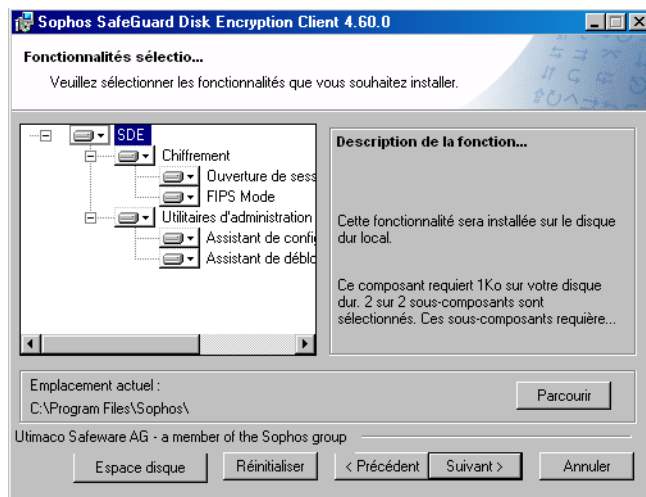 Sophos SafeGuard Disk Encryption Client 4.60.0
Fonctionnalités sélectio...
Veuillez sélectionner les fonctionnalités que vous souhaitez installer.
SDE
Chiffrement
Ouverture de sess
FIPS Mode
Utilitaires d'administration
Assistant de confi
Assistant de déblo
Description de la fonction...
Cette fonctionnalité sera installée sur le disque
dur local.
Ce composant requiert 1Ko sur votre disque
dur. 2 sur 2 sous-composants sont
sélectionnés. Ces sous-composants requière...
Emplacement actuel :
C:\Program Files\Sophos\
Parcourir
Utimaco Safeware AG - a member of the Sophos group
Espace disque
Réinitialiser
< Précédent
Suivant >
Annuler